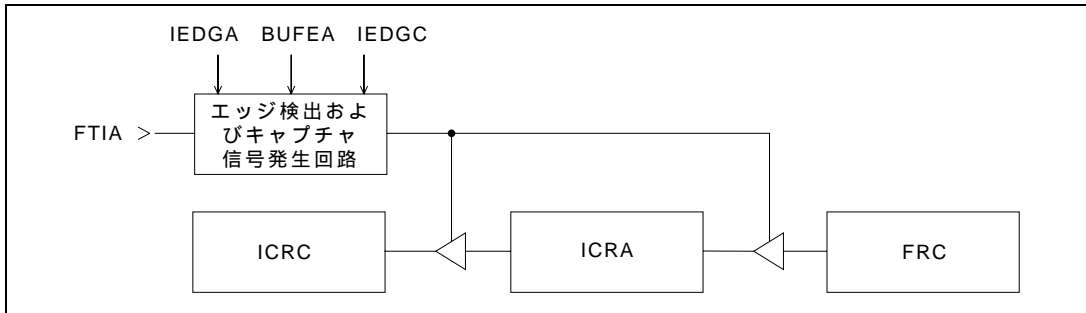 IEDGA BUFEA IEDGC
FTIA
エッジ検出およ
びキャプチャ
信号発生回路
ICRC ICRA FRC